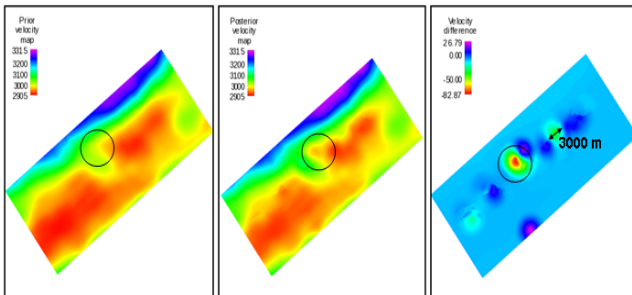 Prior
velocity
map
331.5
3200
3100
3000
2905
Posterior
velocity
map
331.5
3200
3100
3000
2905
Velocity
difference
26.79
0.00
-50.00
-82.87
3000 m